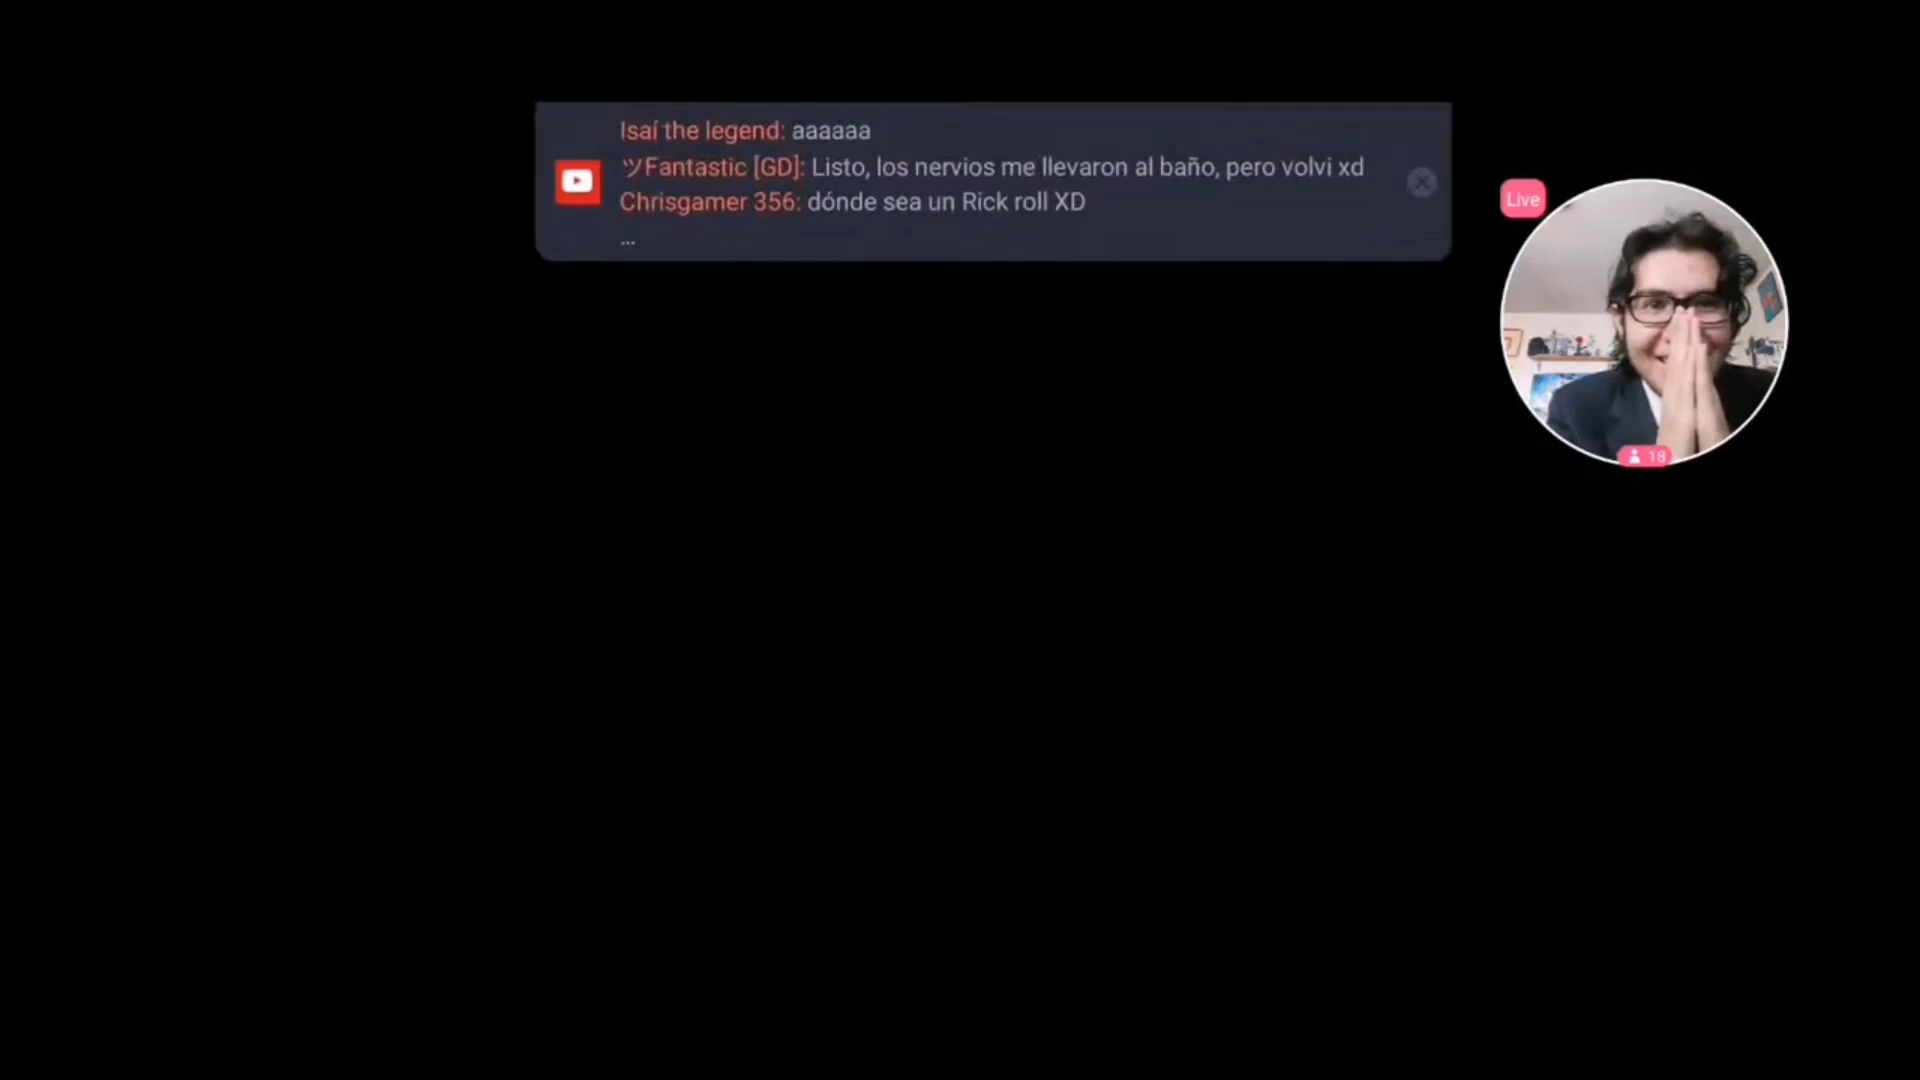 Isaí the legend: aaaaaa
ツFantastic [GD]: Listo, los nervios me llevaron al baño, pero volvi xd
Chrisgamer 356: dónde sea un Rick roll XD
...
Live
18